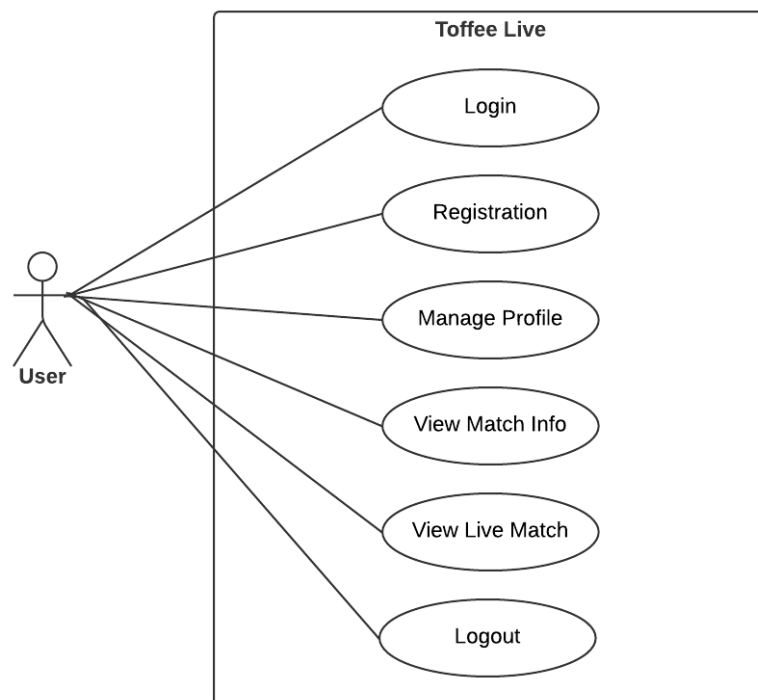 Toffee Live
Login
Registration
Manage Profile
User
View Match Info
View Live Match
Logout